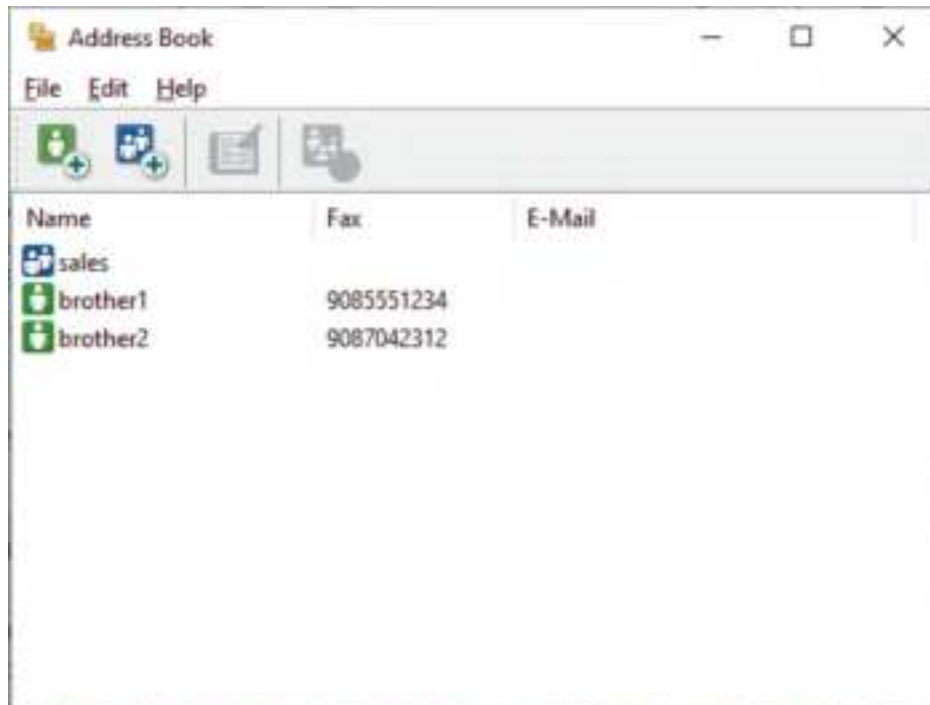 Address Book
File Edit Help
Name Fax E-Mail
sales
brother1 9085551234
brother2 9087042312